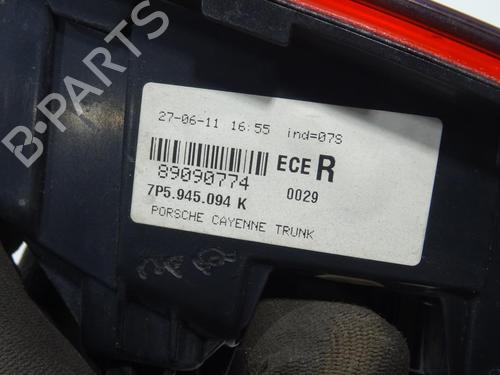 27-06-11 16:55 ind=07S
ECE R
89090774
7P5.945.094 K 0029
PORSCHE CAYENNE TRUNK
B-PARTS